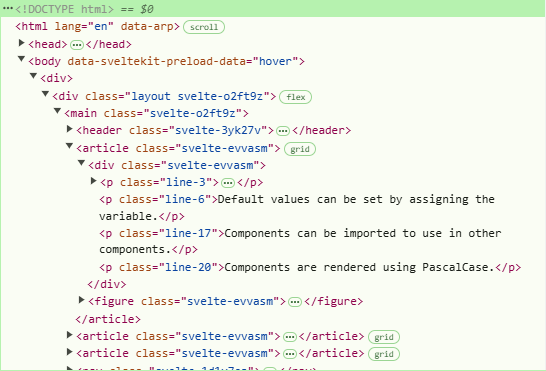 <!DOCTYPE html> == $0
<html lang="en" data-arp> scroll
<head> ⋯ </head>
<body data-sveltekit-preload-data="hover">
<div>
<div class="layout svelte-o2ft9z"> flex
<main class="svelte-o2ft9z">
<header class="svelte-3yk27v"> ⋯ </header>
<article class="svelte-evvasm"> grid
<div class="svelte-evvasm">
<p class="line-3"> ⋯ </p>
<p class="line-6">Default values can be set by assigning the
variable.</p>
<p class="line-17">Components can be imported to use in other
components.</p>
<p class="line-20">Components are rendered using PascalCase.</p>
</div>
<figure class="svelte-evvasm"> ⋯ </figure>
</article>
<article class="svelte-evvasm"> ⋯ </article> grid
<article class="svelte-evvasm"> ⋯ </article> grid